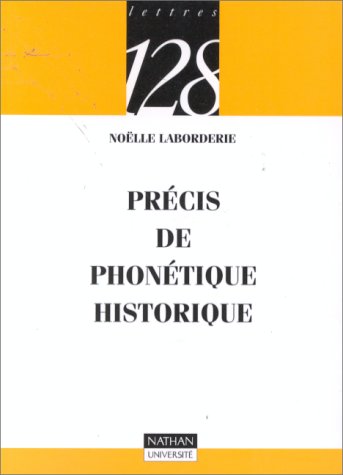 lettres
128
NOËLLE LABORDERIE
PRÉCIS
DE
PHONÉTIQUE
HISTORIQUE
NATHAN
UNIVERSITÉ